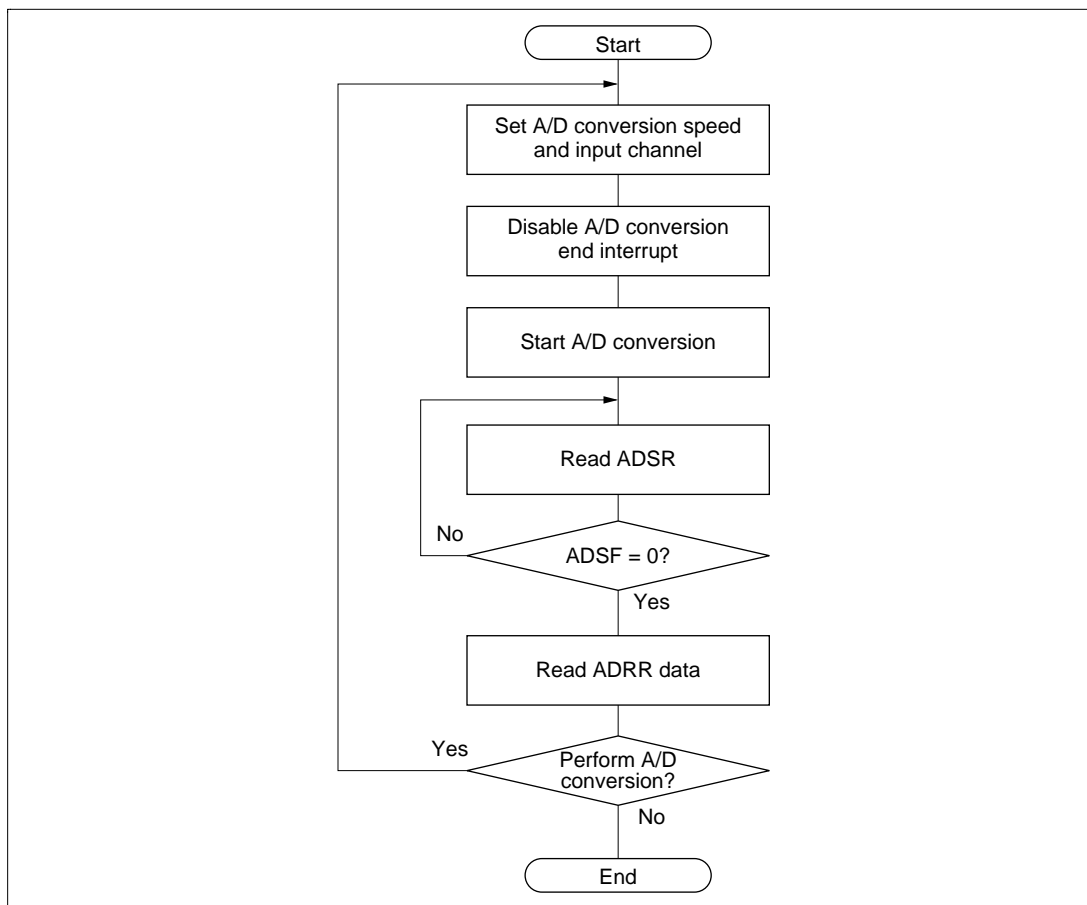 Start
Set A/D conversion speed
and input channel
Disable A/D conversion
end interrupt
Start A/D conversion
Read ADSR
No
ADSF = 0?
Yes
Read ADRR data
Yes
Perform A/D
conversion?
No
End